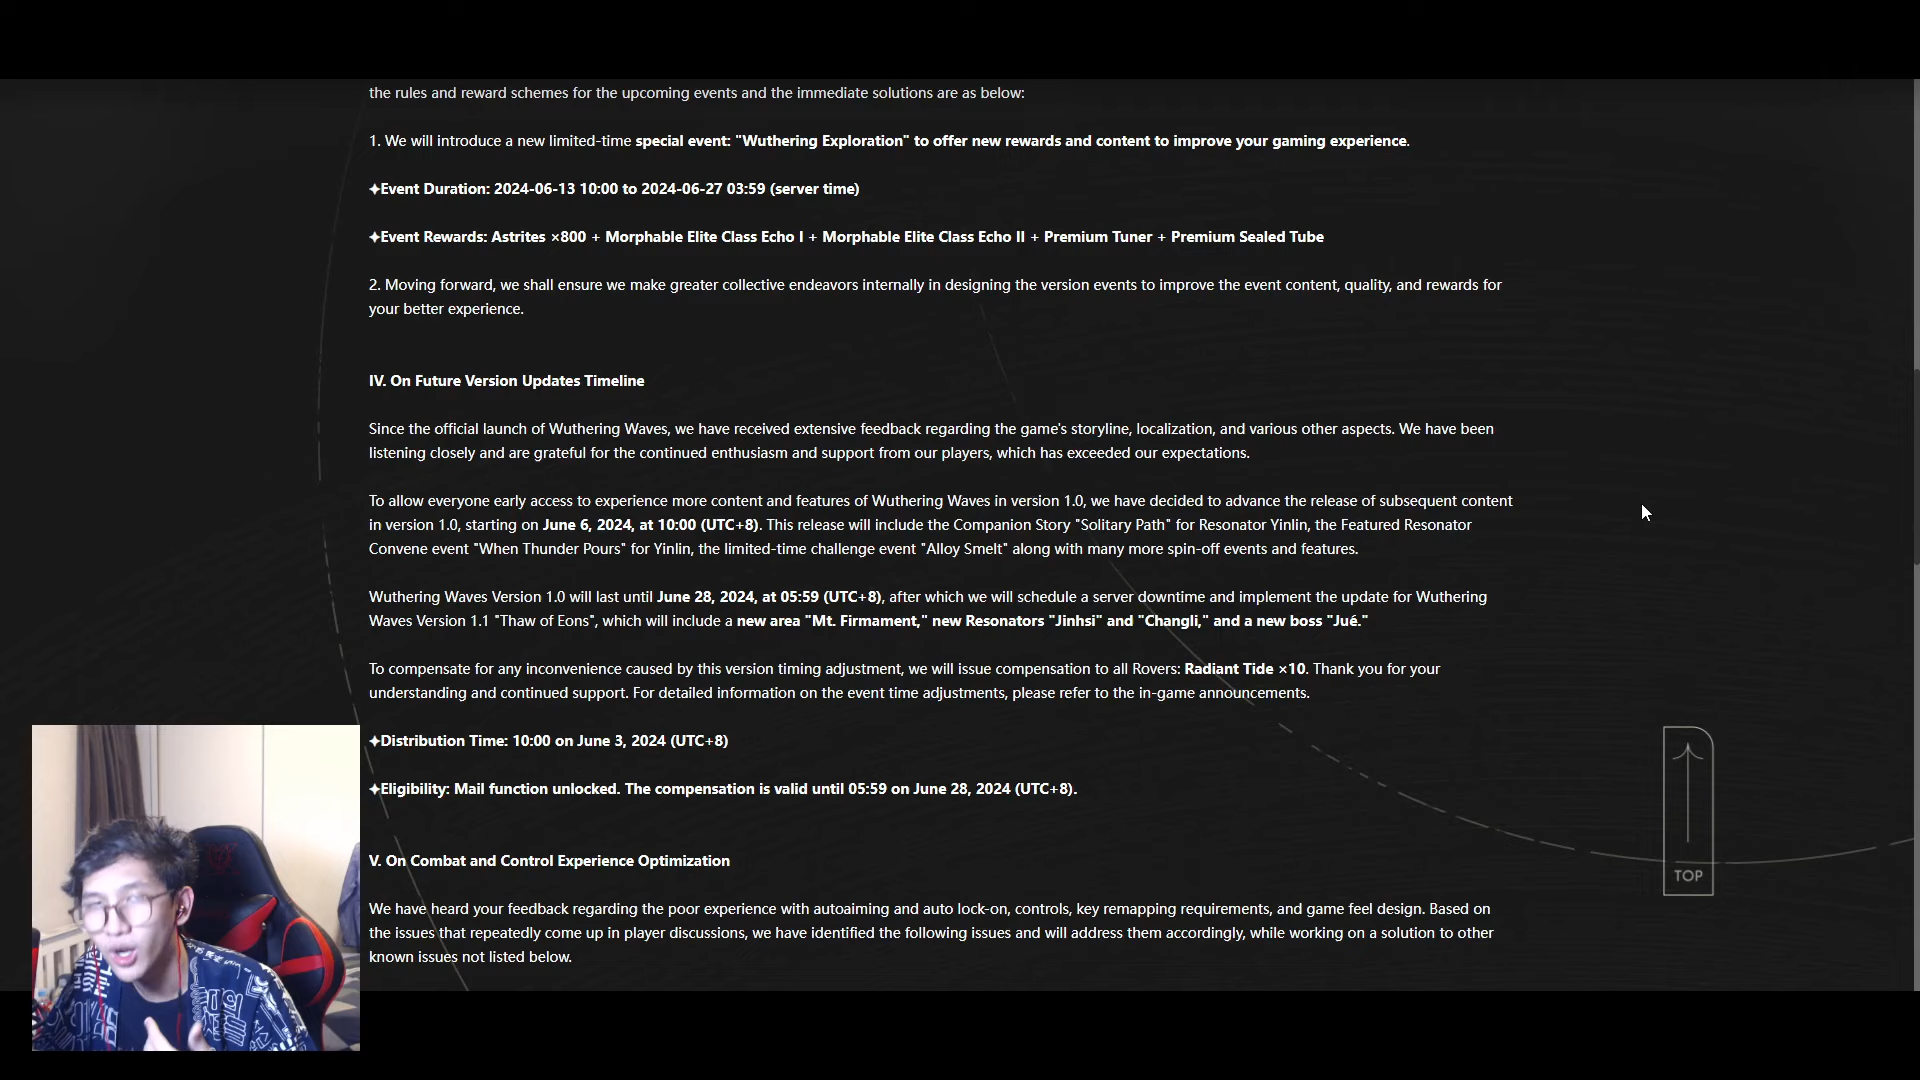 the rules and reward schemes for the upcoming events and the immediate solutions are as below:
1. We will introduce a new limited-time special event: "Wuthering Exploration" to offer new rewards and content to improve your gaming experience.
✦Event Duration: 2024-06-13 10:00 to 2024-06-27 03:59 (server time)
✦Event Rewards: Astrites ×800 + Morphable Elite Class Echo I + Morphable Elite Class Echo II + Premium Tuner + Premium Sealed Tube
2. Moving forward, we shall ensure we make greater collective endeavors internally in designing the version events to improve the event content, quality, and rewards for
your better experience.
IV. On Future Version Updates Timeline
Since the official launch of Wuthering Waves, we have received extensive feedback regarding the game's storyline, localization, and various other aspects. We have been
listening closely and are grateful for the continued enthusiasm and support from our players, which has exceeded our expectations.
To allow everyone early access to experience more content and features of Wuthering Waves in version 1.0, we have decided to advance the release of subsequent content
in version 1.0, starting on June 6, 2024, at 10:00 (UTC+8). This release will include the Companion Story "Solitary Path" for Resonator Yinlin, the Featured Resonator
Convene event "When Thunder Pours" for Yinlin, the limited-time challenge event "Alloy Smelt" along with many more spin-off events and features.
Wuthering Waves Version 1.0 will last until June 28, 2024, at 05:59 (UTC+8), after which we will schedule a server downtime and implement the update for Wuthering
Waves Version 1.1 "Thaw of Eons", which will include a new area "Mt. Firmament," new Resonators "Jinhsi" and "Changli," and a new boss "Jué."
To compensate for any inconvenience caused by this version timing adjustment, we will issue compensation to all Rovers: Radiant Tide ×10. Thank you for your
understanding and continued support. For detailed information on the event time adjustments, please refer to the in-game announcements.
✦Distribution Time: 10:00 on June 3, 2024 (UTC+8)
✦Eligibility: Mail function unlocked. The compensation is valid until 05:59 on June 28, 2024 (UTC+8).
V. On Combat and Control Experience Optimization
We have heard your feedback regarding the poor experience with autoaiming and auto lock-on, controls, key remapping requirements, and game feel design. Based on
the issues that repeatedly come up in player discussions, we have identified the following issues and will address them accordingly, while working on a solution to other
known issues not listed below.
TOP